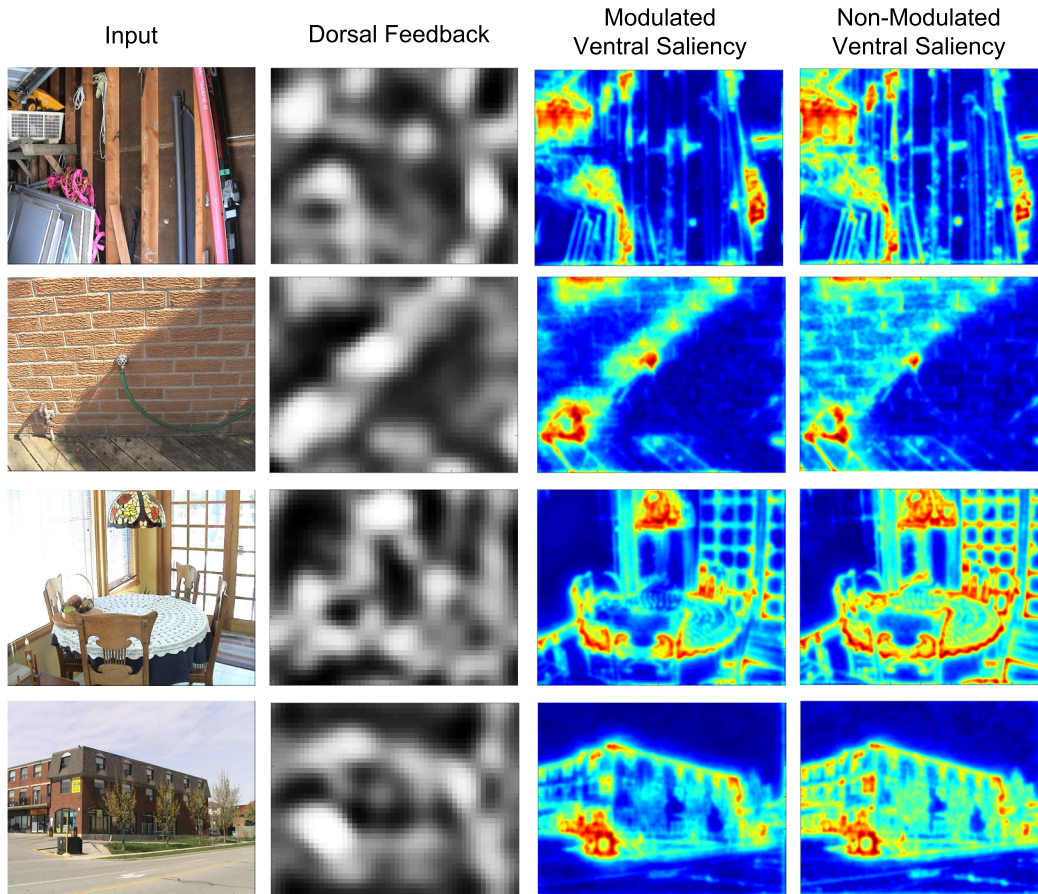 Input
Dorsal Feedback
Modulated
Ventral Saliency
Non-Modulated
Ventral Saliency